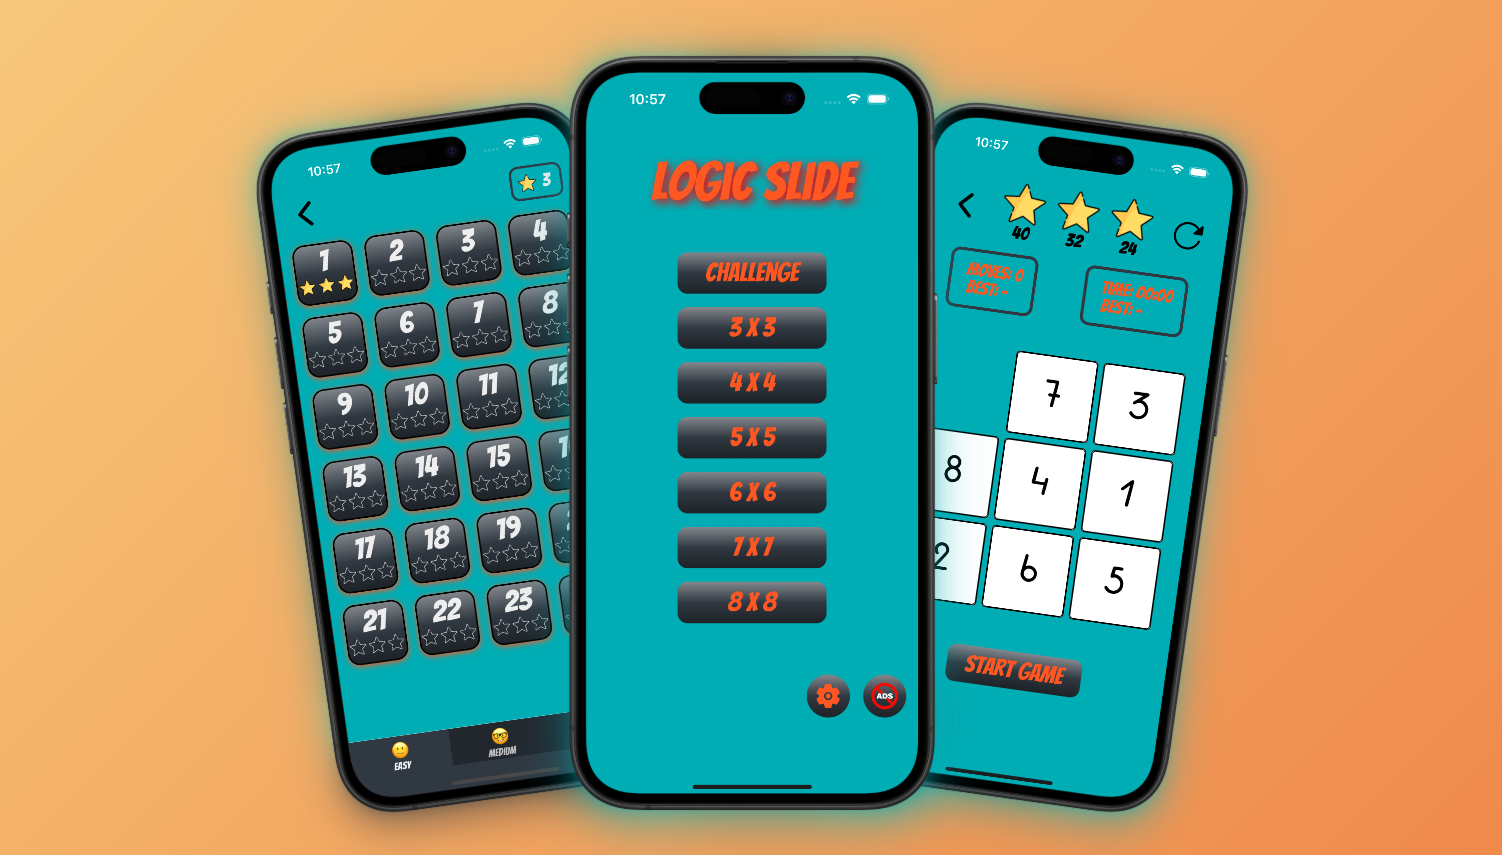 10:57
3
1
2
3
4
5
6
7
8
9
10
11
12
13
14
15
17
18
19
21
22
23
EASY
MEDIUM
10:57
LOGIC SLIDE
CHALLENGE
3 X 3
4 X 4
5 X 5
6 X 6
7 X 7
8 X 8
ADS
10:57
40
32
24
MOVES: 0
BEST: -
TIME: 00:00
BEST: -
7
3
8
4
1
2
6
5
START GAME